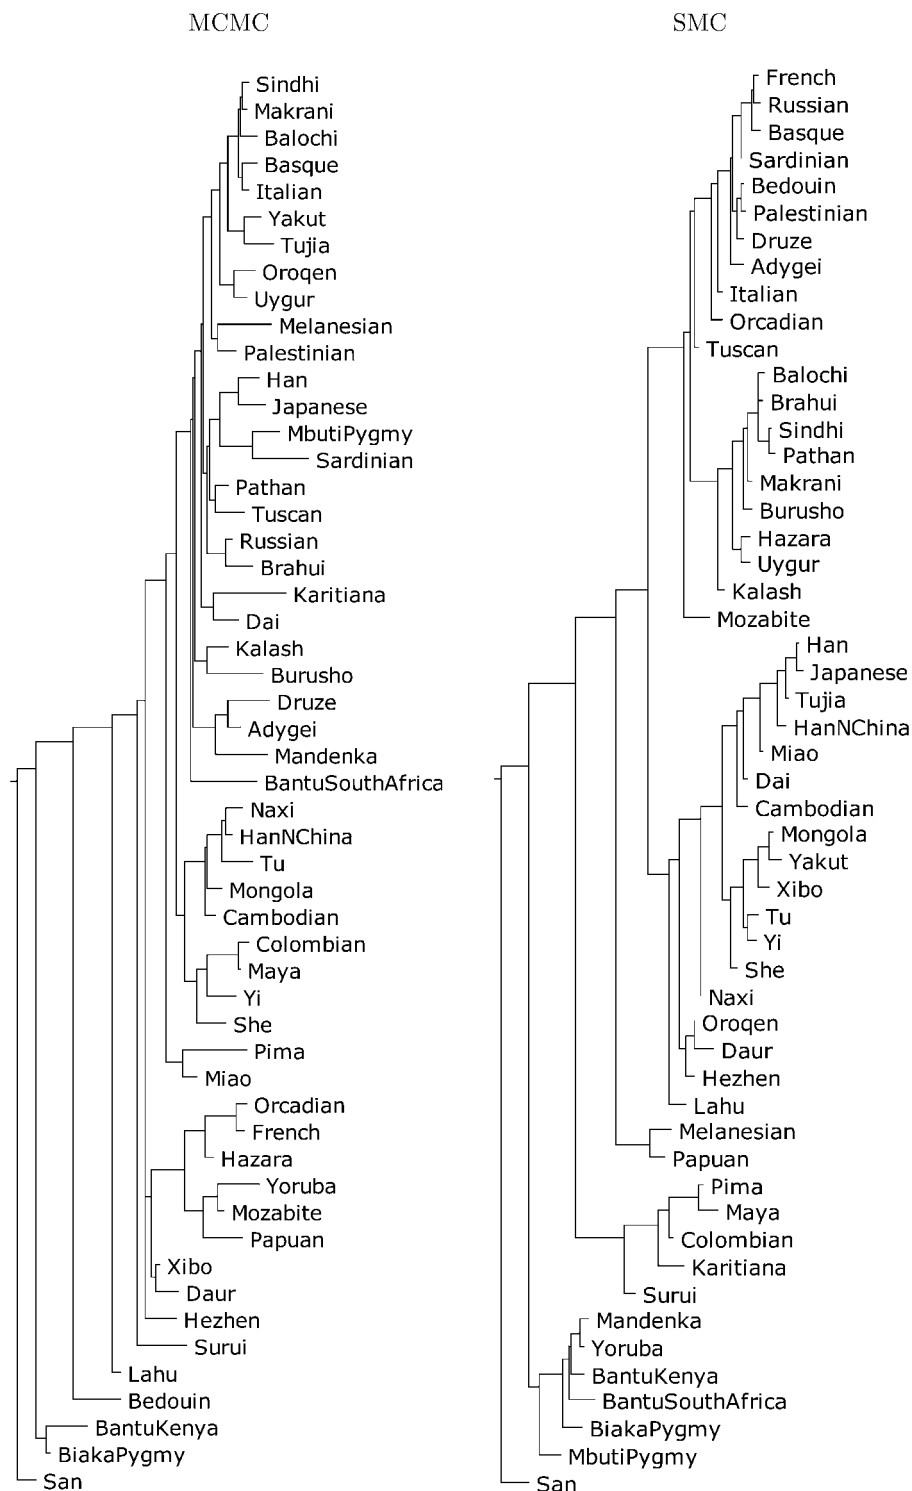 MCMC
Sindhi
Makrani
Balochi
Basque
Italian
Yakut
Tujia
Oroqen
Uygur
Melanesian
Palestinian
Han
Japanese
MbutiPygmy
Sardinian
Pathan
Tuscan
Russian
Brahui
Karitiana
Dai
Kalash
Burusho
Druze
Adygei
Mandenka
BantuSouthAfrica
Naxi
HanNChina
Tu
Mongola
Cambodian
Colombian
Maya
Yi
She
Pima
Miao
Orcadian
French
Hazara
Yoruba
Mozabite
Papuan
Xibo
Daur
Hezhen
Surui
Lahu
Bedouin
BantuKenya
BiakaPygmy
San
SMC
French
Russian
Basque
Sardinian
Bedouin
Palestinian
Druze
Adygei
Italian
Orcadian
Tuscan
Balochi
Brahui
Sindhi
Pathan
Makrani
Burusho
Hazara
Uygur
Kalash
Mozabite
Han
Japanese
Tujia
HanNChina
Miao
Dai
Cambodian
Mongola
Yakut
Xibo
Tu
Yi
She
Naxi
Oroqen
Daur
Hezhen
Lahu
Melanesian
Papuan
Pima
Maya
Colombian
Karitiana
Surui
Mandenka
Yoruba
BantuKenya
BantuSouthAfrica
BiakaPygmy
MbutiPygmy
San